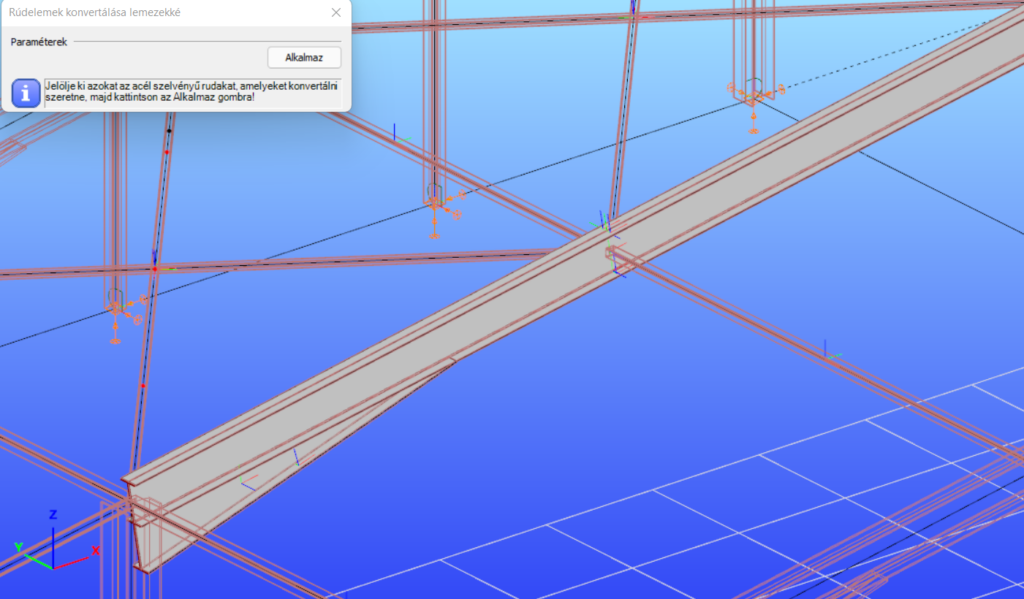 Rúdelemek konvertálása lemezekké
Paraméterek
Alkalmaz
Jelölje ki azokat az acél szelvényű rudakat, amelyeket konvertálni
szeretne, majd kattintson az Alkalmaz gombra!
Z
Y
X